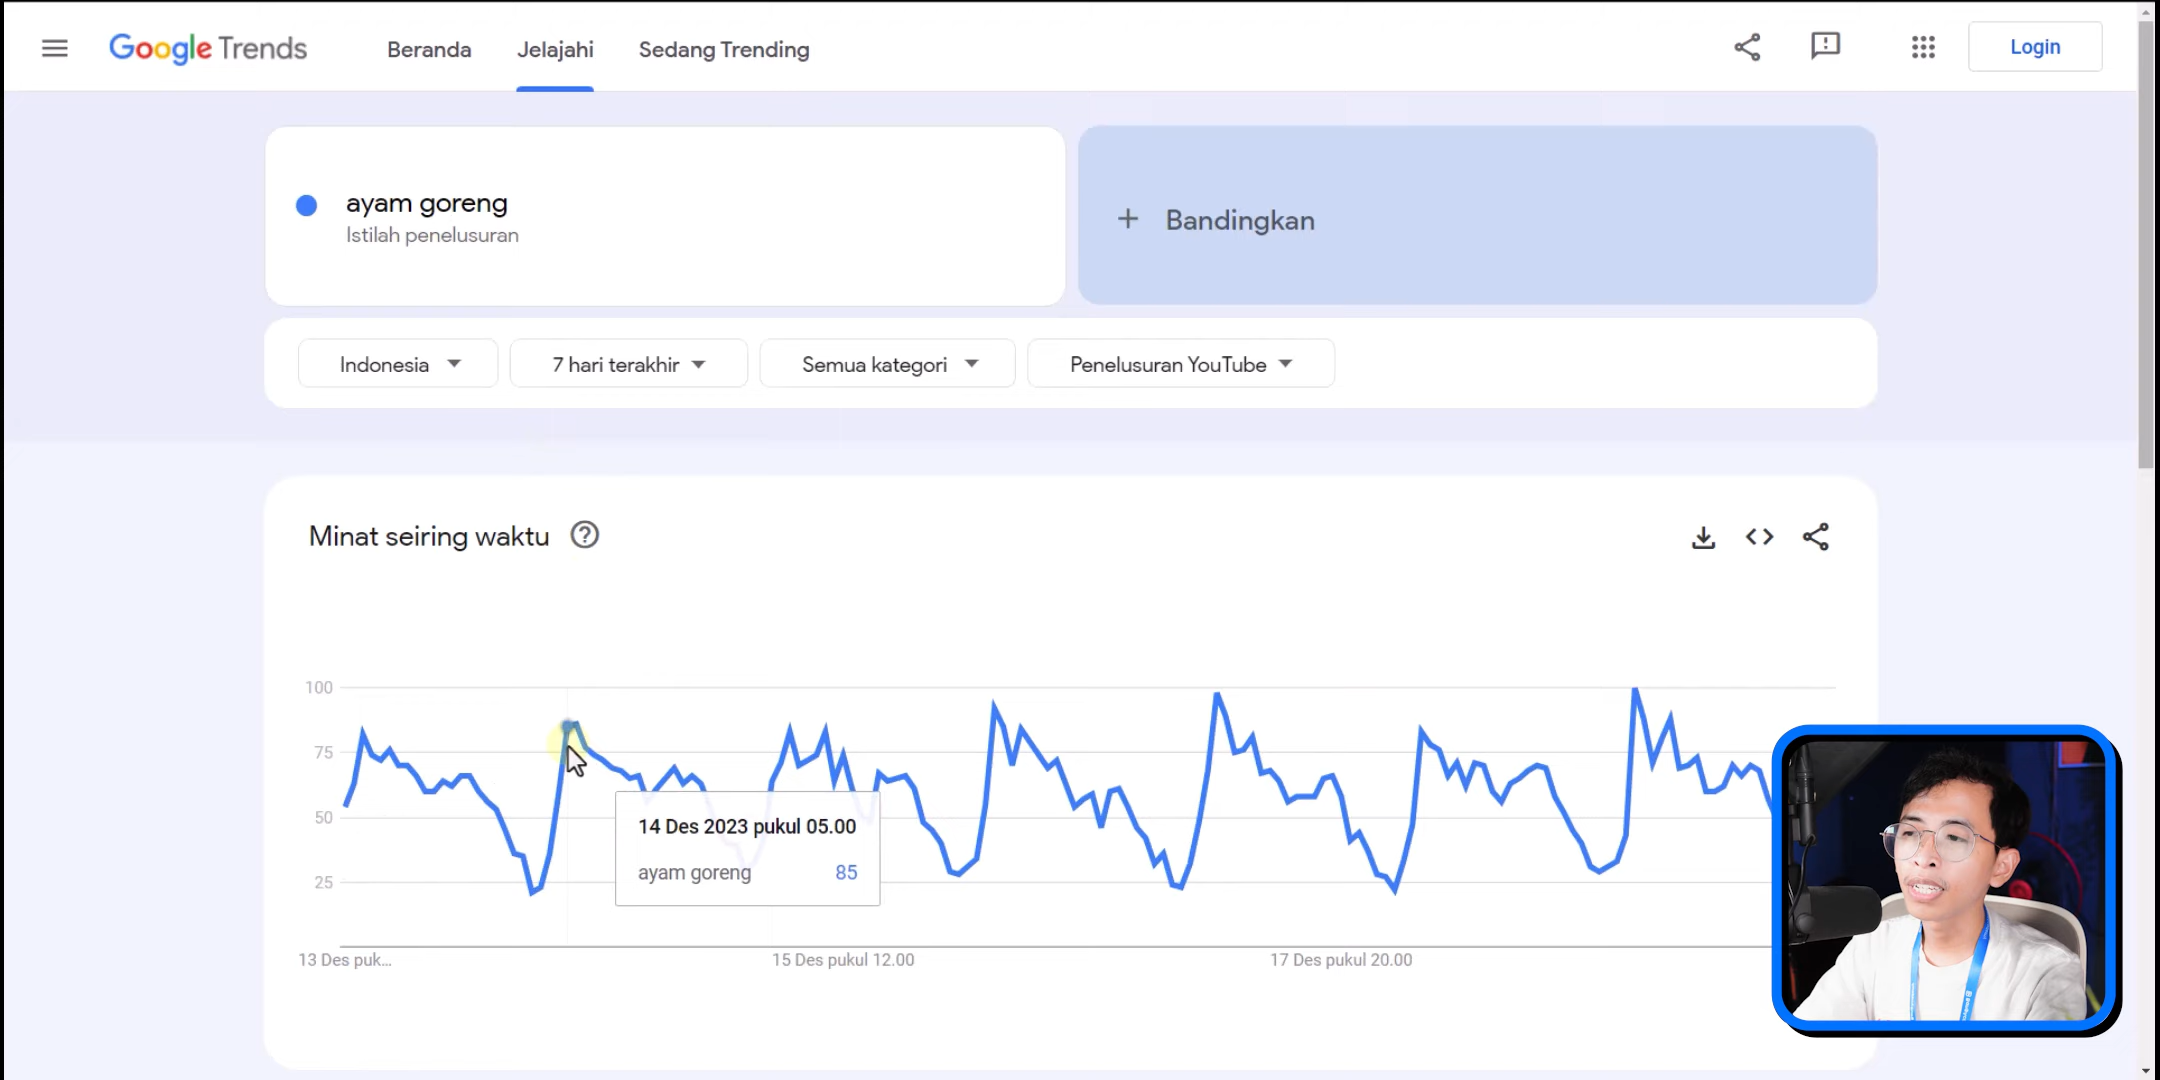 Google Trends
Beranda
Jelajahi
Sedang Trending
Login
ayam goreng
Istilah penelusuran
+ Bandingkan
Indonesia
7 hari terakhir
Semua kategori
Penelusuran YouTube
Minat seiring waktu
100
75
50
25
14 Des 2023 pukul 05.00
ayam goreng 85
13 Des puk...
15 Des pukul 12.00
17 Des pukul 20.00